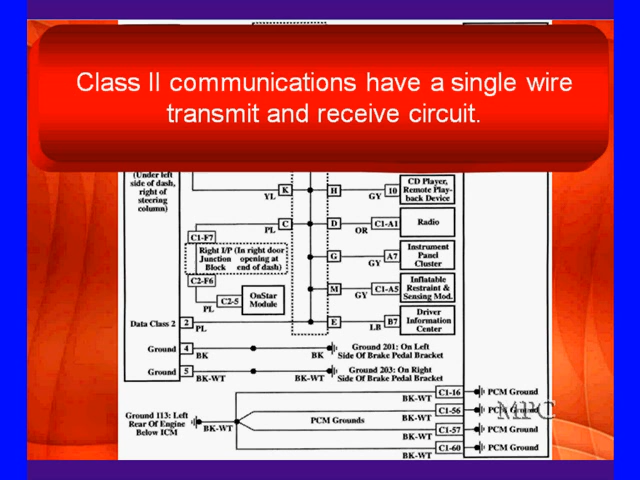 Class II communications have a single wire
transmit and receive circuit.
(Under left
side of dash,
right of
steering
column)
YL
K
H
GY
10
CD Player,
Remote Play-
back Device
PL
C
D
OR
C1-A1
Radio
C1-F7
Right I/P (In right door
Junction opening at
Block end of dash)
C2-F6
PL
C2-5
OnStar
Module
G
GY
A7
Instrument
Panel
Cluster
M
GY
C1-A5
Inflatable
Restraint &
Sensing Mod.
Data Class 2
2
PL
E
LB
B7
Driver
Information
Center
Ground
4
BK
BK
Ground 201: On Left
Side Of Brake Pedal Bracket
Ground
5
BK-WT
BK-WT
Ground 203: On Right
Side Of Brake Pedal Bracket
Ground 113: Left
Rear Of Engine
Below ICM
BK-WT
PCM Grounds
BK-WT
C1-16
PCM Ground
BK-WT
C1-56
PCM Ground
BK-WT
C1-57
PCM Ground
BK-WT
C1-60
PCM Ground
MPC